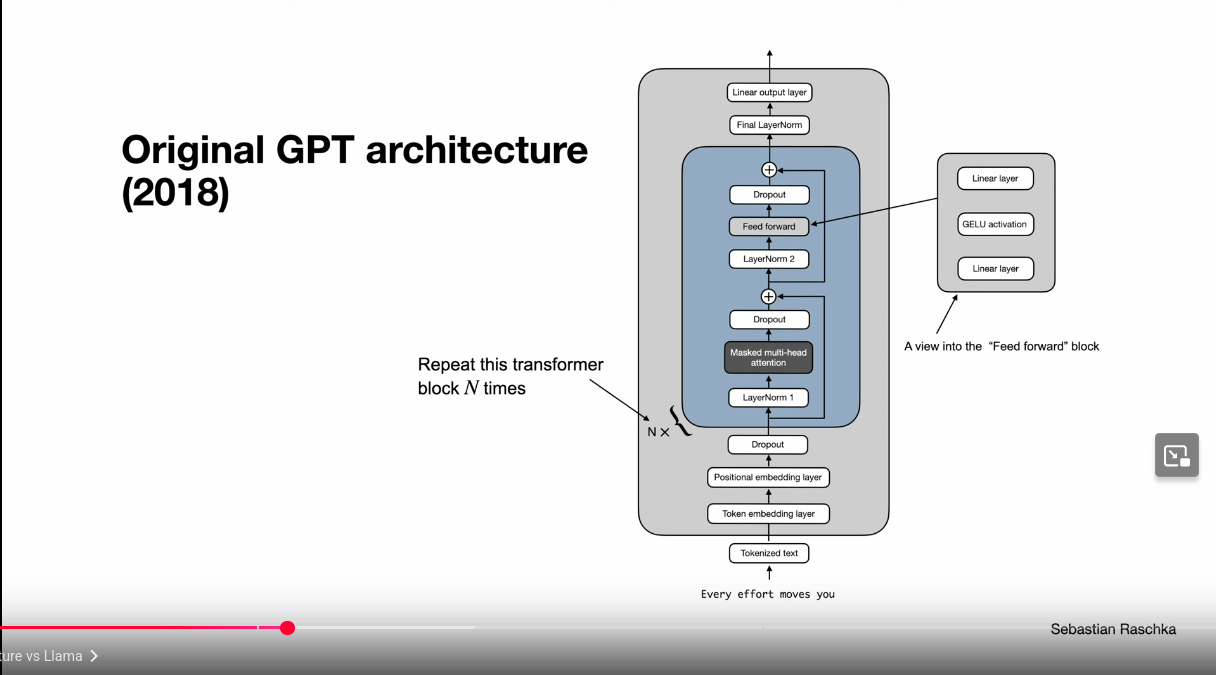 Original GPT architecture
(2018)
Linear output layer
Final LayerNorm
Dropout
Feed forward
LayerNorm 2
Dropout
Masked multi-head
attention
LayerNorm 1
Dropout
Positional embedding layer
Token embedding layer
Tokenized text
Every effort moves you
Repeat this transformer
block N times
N ×
Linear layer
GELU activation
Linear layer
A view into the “Feed forward” block
Sebastian Raschka
ture vs Llama